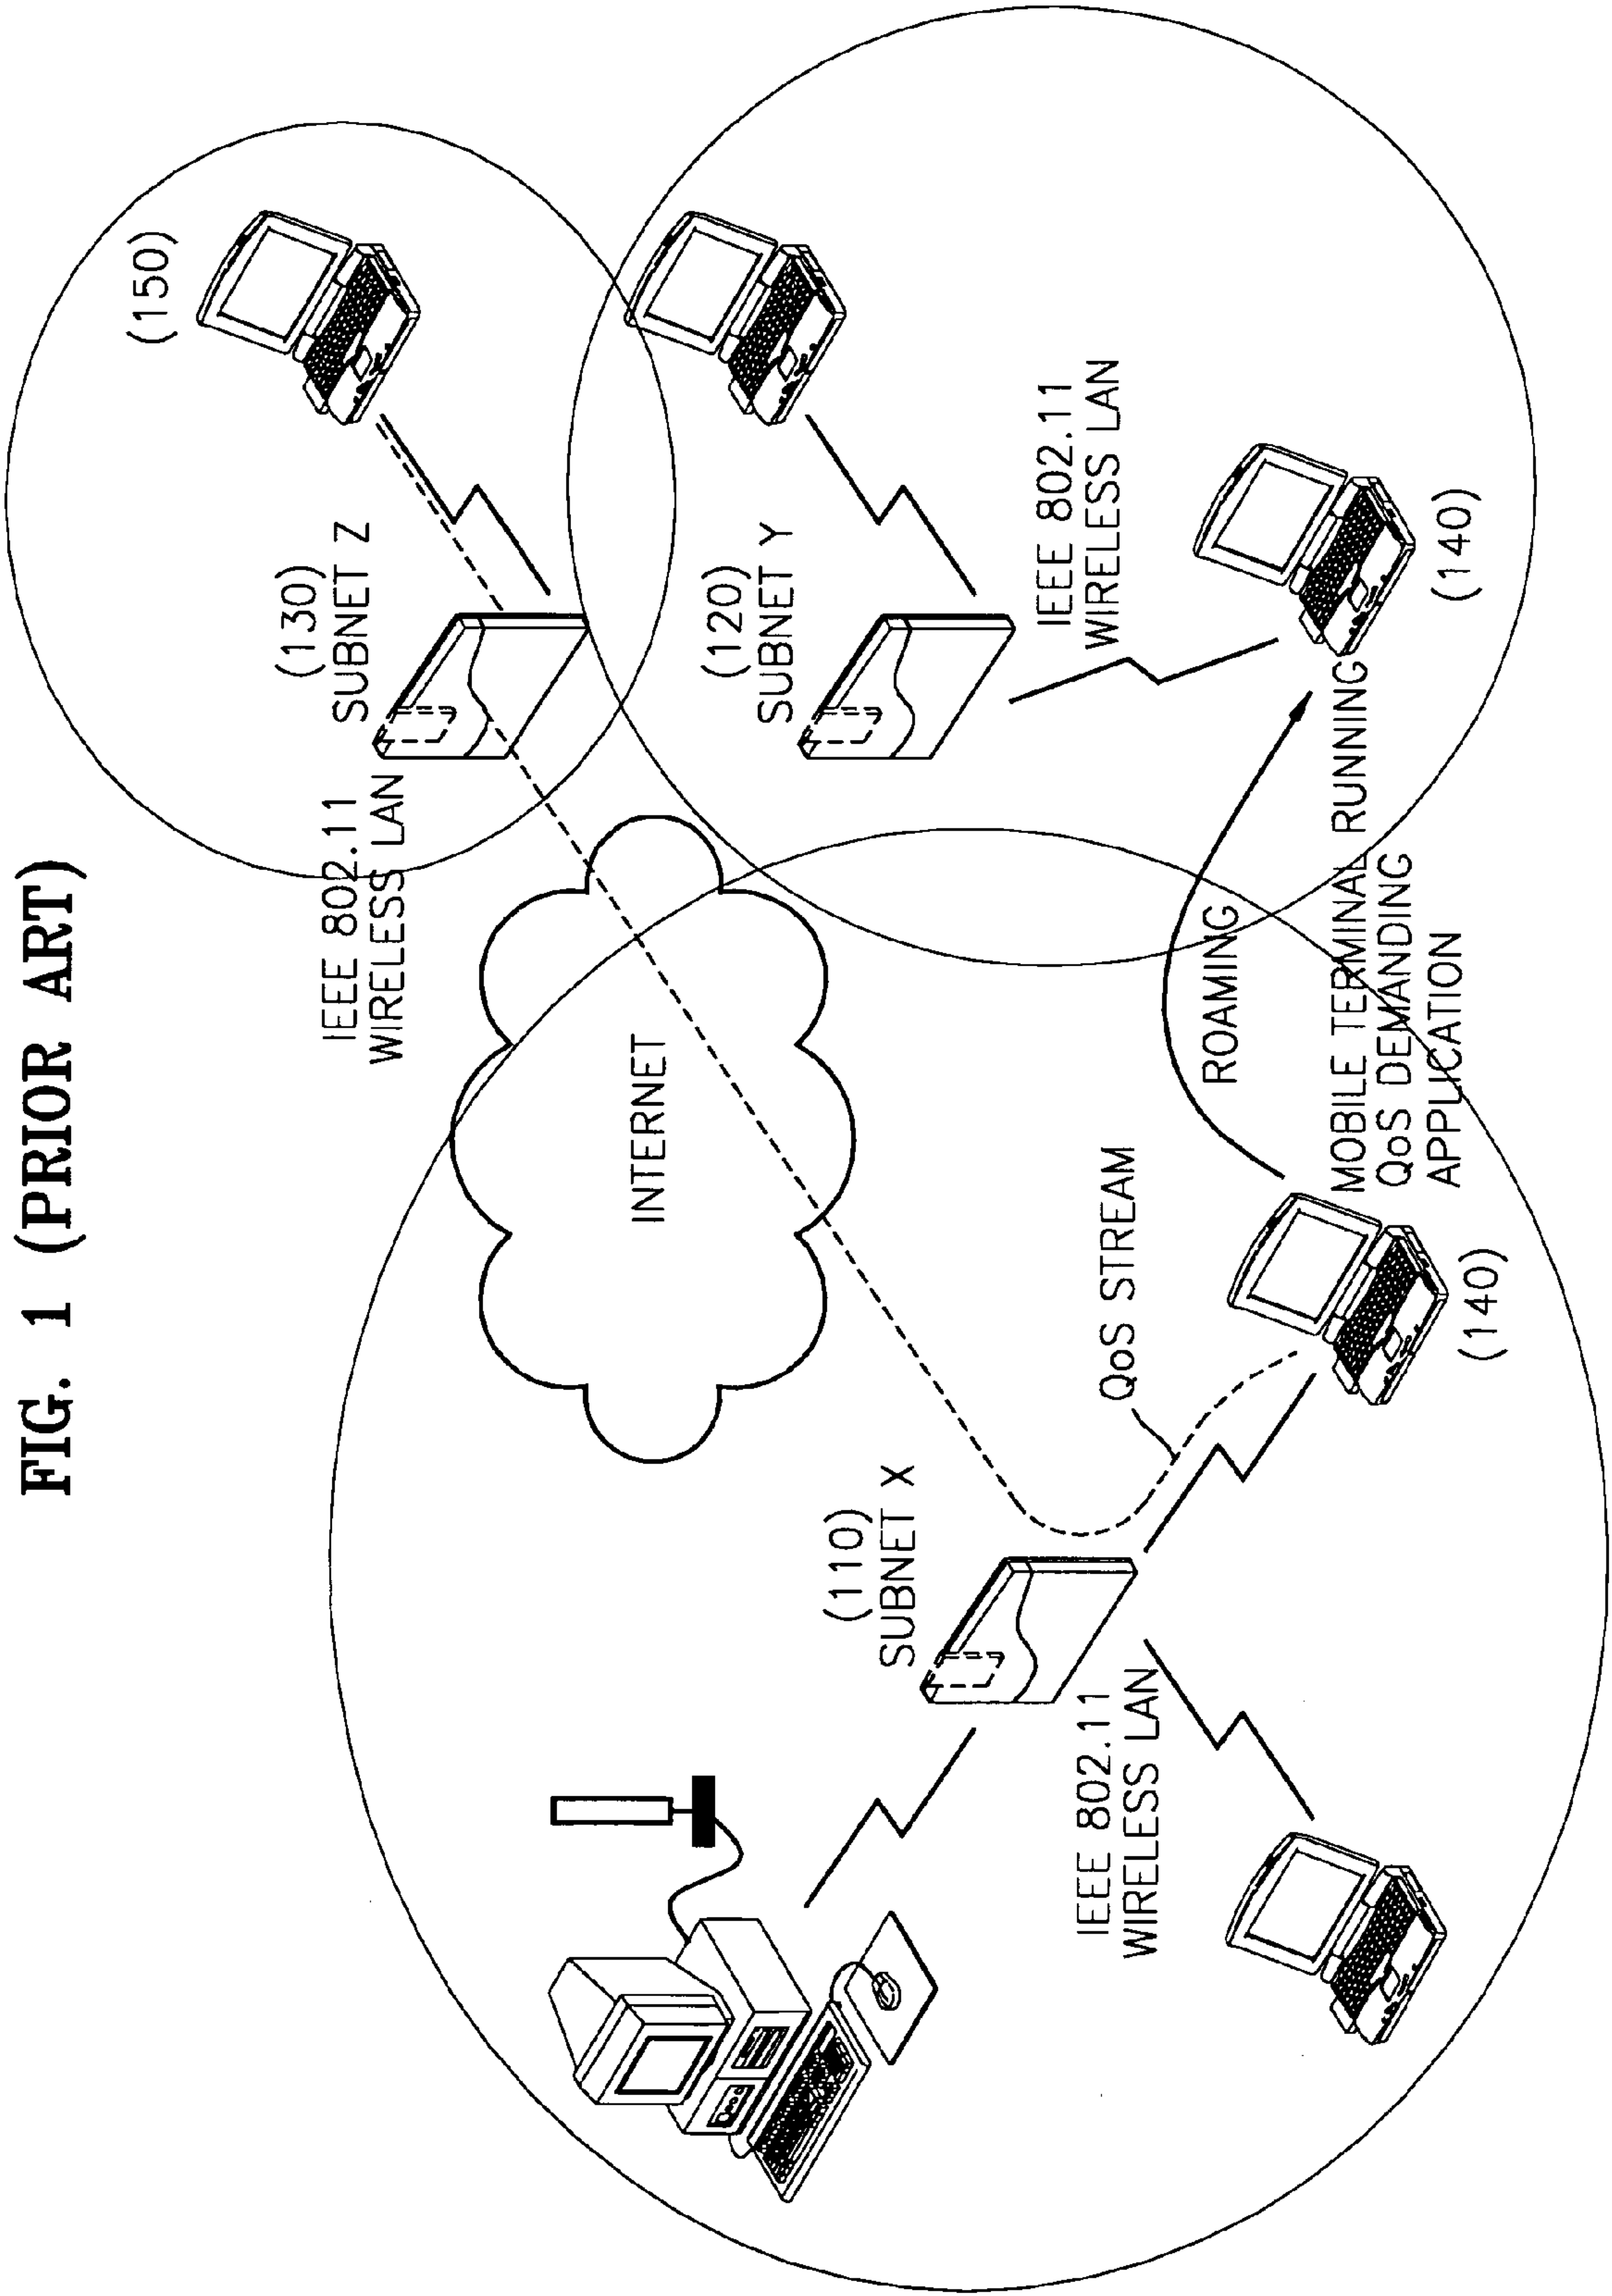 FIG. 1 (PRIOR ART)
(150)
(130)
SUBNET Z
IEEE 802.11
WIRELESS LAN
INTERNET
(120)
SUBNET Y
IEEE 802.11
WIRELESS LAN
(110)
SUBNET X
IEEE 802.11
WIRELESS LAN
QoS STREAM
ROAMING
MOBILE TERMINAL RUNNING
QoS DEMANDING
APPLICATION
(140)
(140)